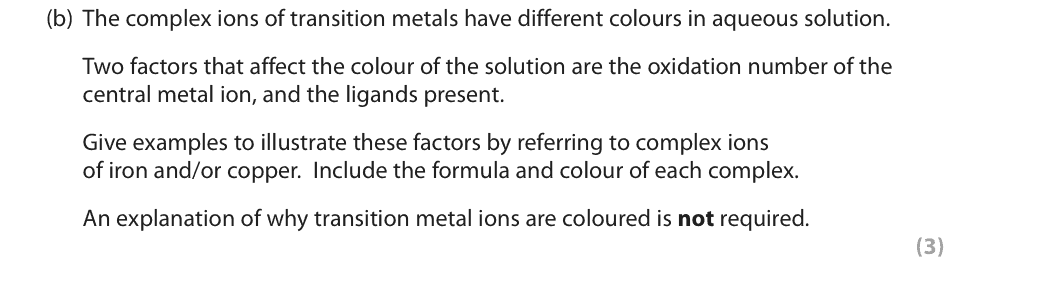 (b) The complex ions of transition metals have different colours in aqueous solution.
Two factors that affect the colour of the solution are the oxidation number of the
central metal ion, and the ligands present.
Give examples to illustrate these factors by referring to complex ions
of iron and/or copper. Include the formula and colour of each complex.
An explanation of why transition metal ions are coloured is not required.
(3)